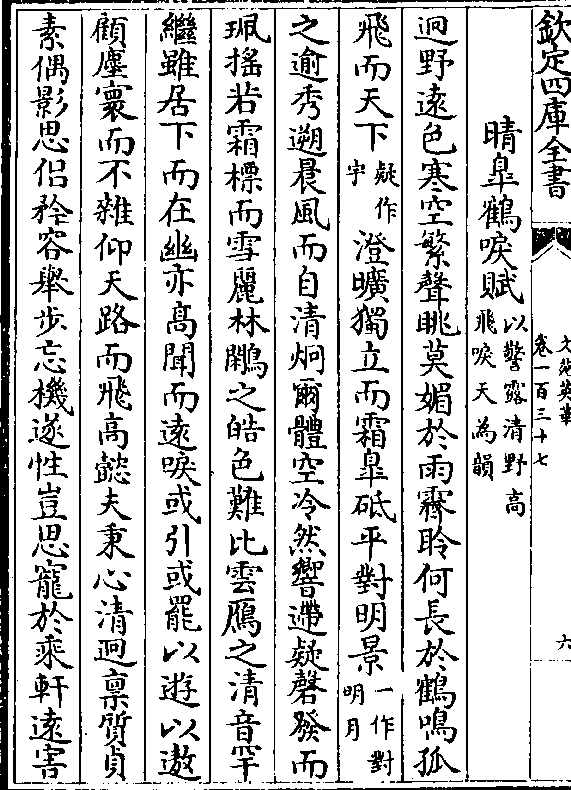 欽定四庫全書
文苑英華
卷一百三十七
六
晴臯鶴唳賦以警露清野高
飛唳天為韻
迥野遠色寒空繁聲眺莫媚於雨霽聆何長於鶴鳴孤
飛而天下疑作宇澄曠獨立而霜臯砥平對明景一作對明月
之逾秀遡晨風而自清炯爾體空冷然響遰疑磬發而
珮摇若霜標而雪麗林鷴之皓色難比雲鴈之清音罕
繼雖居下而在幽亦髙聞而遠唳或引或罷以遊以遨
顧塵寰而不雜仰天路而飛高懿夫秉心清迥禀質貞
素偶影思侣矜容舉步忘機遂性豈思寵於乘軒遠害